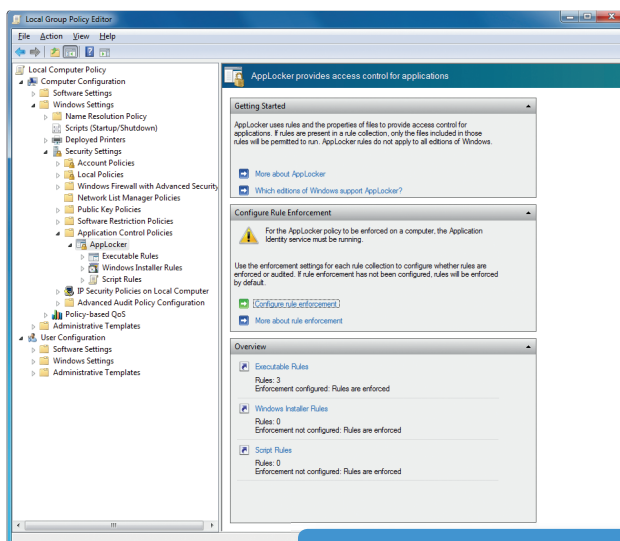 Local Group Policy Editor
File Action View Help
Local Computer Policy
Computer Configuration
Software Settings
Windows Settings
Name Resolution Policy
Scripts (Startup/Shutdown)
Deployed Printers
Security Settings
Account Policies
Local Policies
Windows Firewall with Advanced Security
Network List Manager Policies
Public Key Policies
Software Restriction Policies
Application Control Policies
AppLocker
Executable Rules
Windows Installer Rules
Script Rules
IP Security Policies on Local Computer
Advanced Audit Policy Configuration
Policy-based QoS
Administrative Templates
User Configuration
Software Settings
Windows Settings
Administrative Templates
AppLocker provides access control for applications
Getting Started
AppLocker uses rules and the properties of files to provide access control for
applications. If rules are present in a rule collection, only the files included in those
rules will be permitted to run. AppLocker rules do not apply to all editions of Windows.
More about AppLocker
Which editions of Windows support AppLocker?
Configure Rule Enforcement
For the AppLocker policy to be enforced on a computer, the Application
Identity service must be running.
Use the enforcement settings for each rule collection to configure whether rules are
enforced or audited. If rule enforcement has not been configured, rules will be enforced
by default.
Configure rule enforcement
More about rule enforcement
Overview
Executable Rules
Rules: 3
Enforcement configured: Rules are enforced
Windows Installer Rules
Rules: 0
Enforcement not configured: Rules are enforced
Script Rules
Rules: 0
Enforcement not configured: Rules are enforced